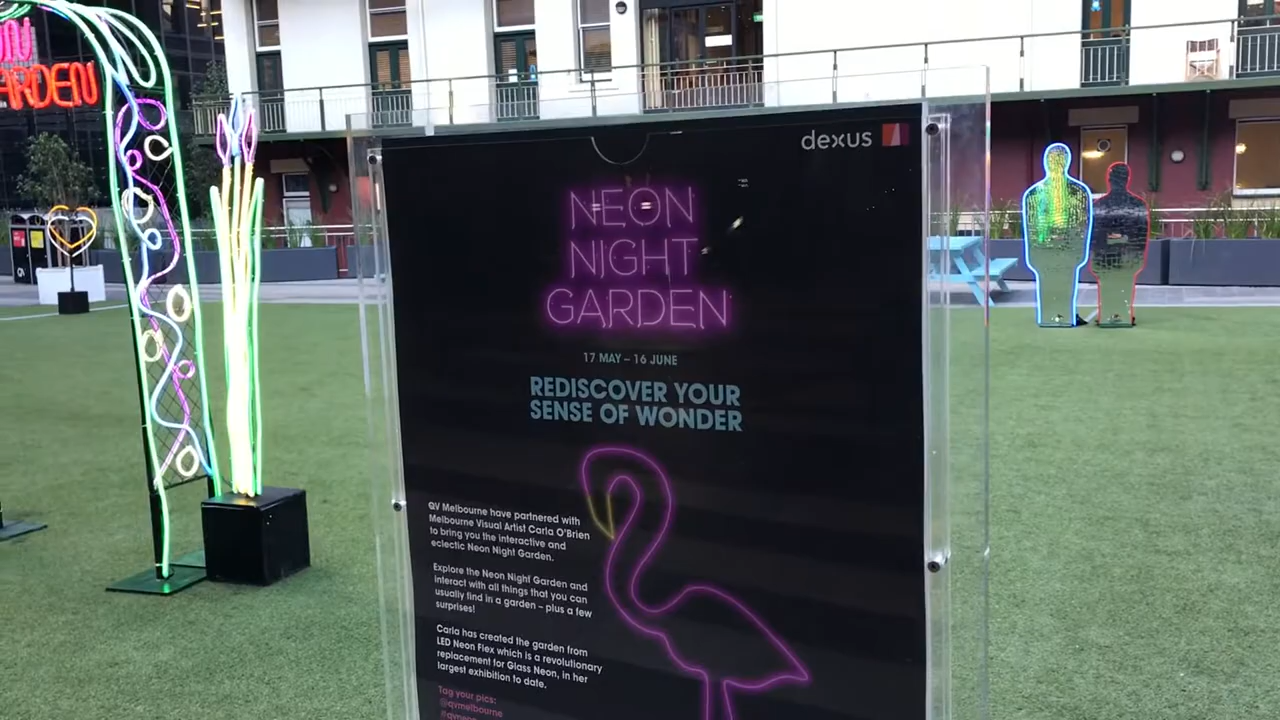 ARDEN
dexus
NEON
NIGHT
GARDEN
17 MAY – 16 JUNE
REDISCOVER YOUR
SENSE OF WONDER
QV Melbourne have partnered with
Melbourne Visual Artist Carla O'Brien
to bring you the interactive and
eclectic Neon Night Garden.
Explore the Neon Night Garden and
interact with all things that you can
usually find in a garden – plus a few
surprises!
Carla has created the garden from
LED Neon Flex which is a revolutionary
replacement for Glass Neon, in her
largest exhibition to date.
Tag your pics:
@qvmelbourne